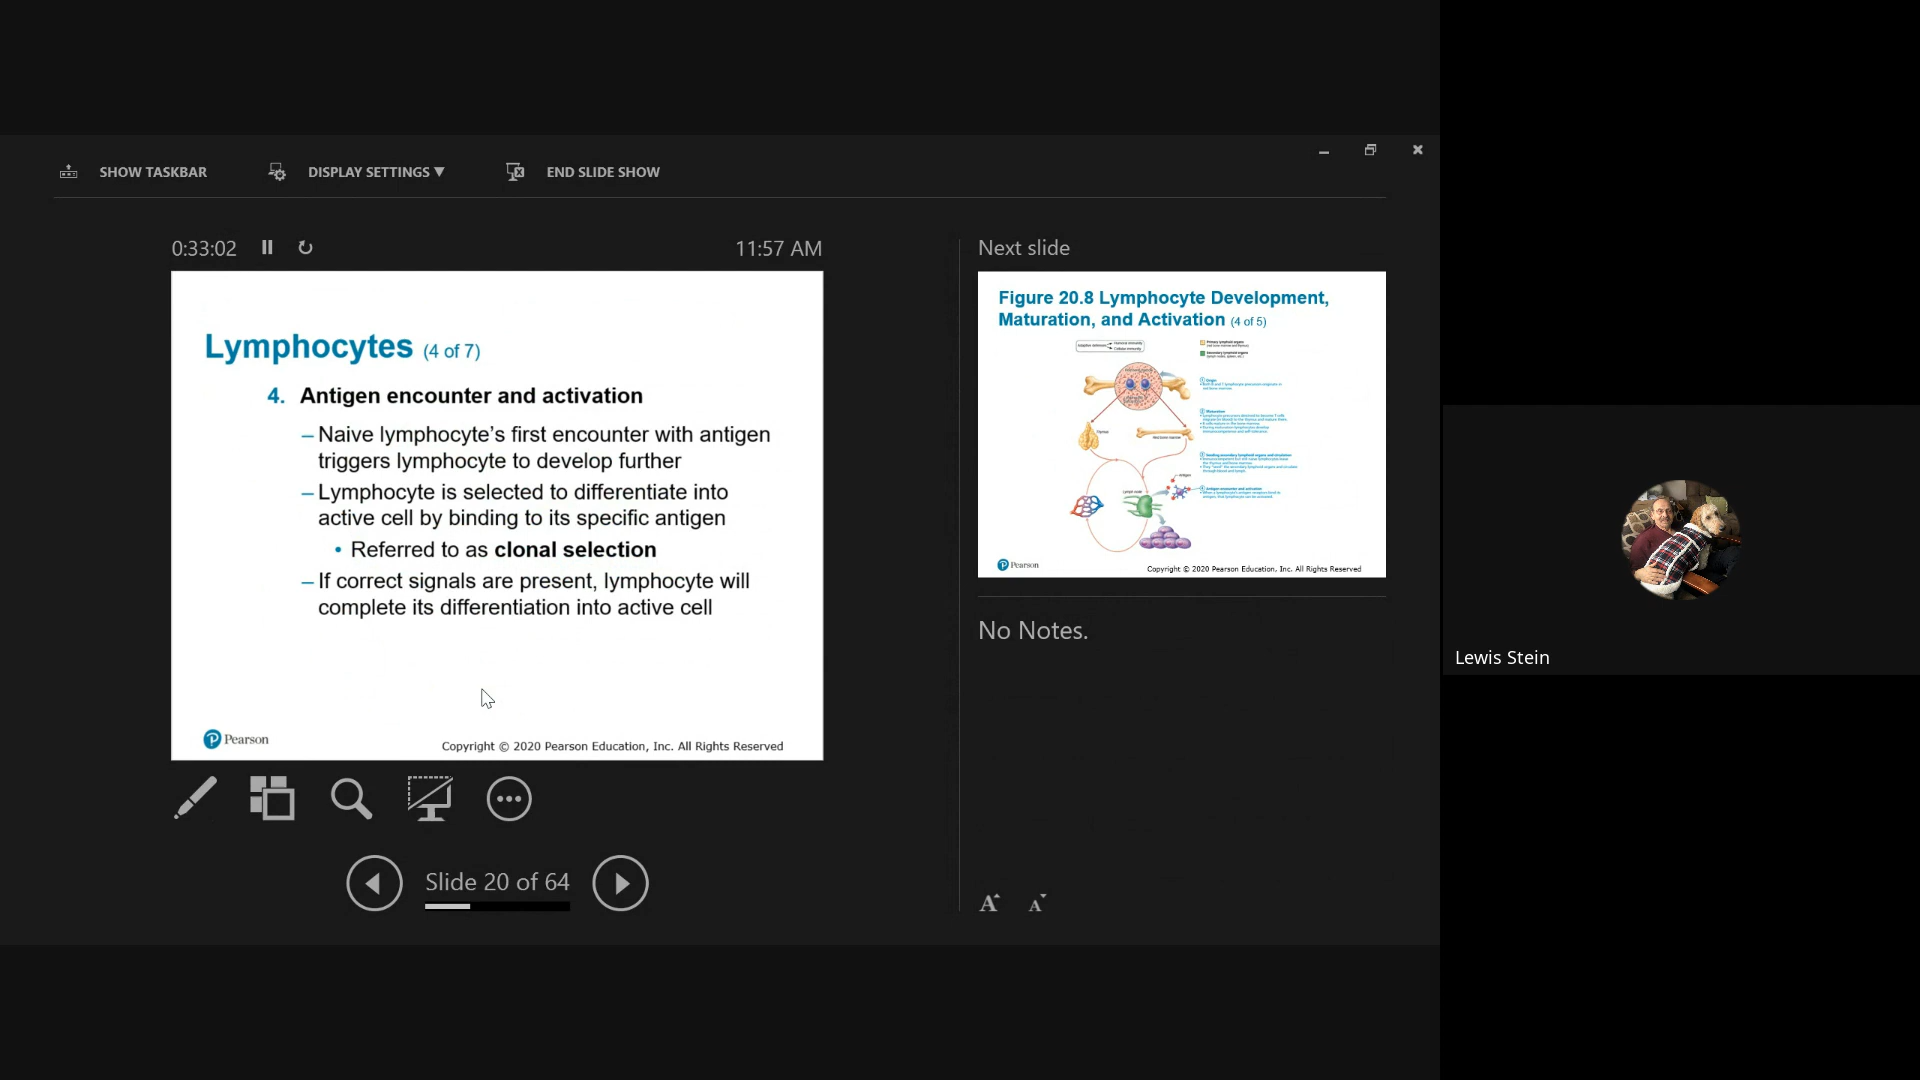 SHOW TASKBAR
DISPLAY SETTINGS ▼
END SLIDE SHOW
0:33:02
11:57 AM
Lymphocytes (4 of 7)
4. Antigen encounter and activation
– Naive lymphocyte's first encounter with antigen
triggers lymphocyte to develop further
– Lymphocyte is selected to differentiate into
active cell by binding to its specific antigen
• Referred to as clonal selection
– If correct signals are present, lymphocyte will
complete its differentiation into active cell
Pearson
Copyright © 2020 Pearson Education, Inc. All Rights Reserved
Slide 20 of 64
Next slide
Figure 20.8 Lymphocyte Development,
Maturation, and Activation (4 of 5)
Pearson
Copyright © 2020 Pearson Education, Inc. All Rights Reserved
No Notes.
A A
Lewis Stein